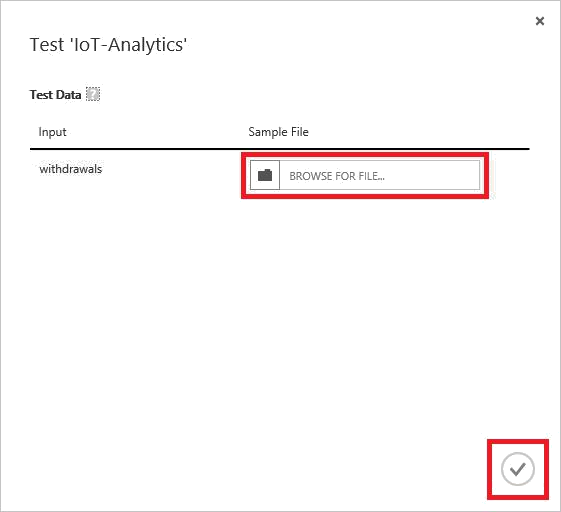 Test 'IoT-Analytics'
Test Data ?
Input Sample File
withdrawals BROWSE FOR FILE...